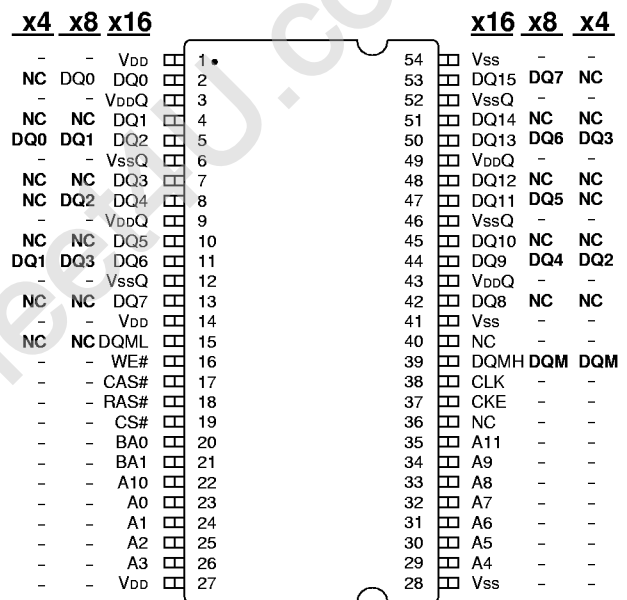 x4 x8 x16 x16 x8 x4
– – VDD 1 54 Vss – –
NC DQ0 DQ0 2 53 DQ15 DQ7 NC
– – VDDQ 3 52 VssQ – –
NC NC DQ1 4 51 DQ14 NC NC
DQ0 DQ1 DQ2 5 50 DQ13 DQ6 DQ3
– – VssQ 6 49 VDDQ – –
NC NC DQ3 7 48 DQ12 NC NC
NC DQ2 DQ4 8 47 DQ11 DQ5 NC
– – VDDQ 9 46 VssQ – –
NC NC DQ5 10 45 DQ10 NC NC
DQ1 DQ3 DQ6 11 44 DQ9 DQ4 DQ2
– – VssQ 12 43 VDDQ – –
NC NC DQ7 13 42 DQ8 NC NC
– – VDD 14 41 Vss – –
NC NC DQML 15 40 NC – –
– – WE# 16 39 DQMH DQM DQM
– – CAS# 17 38 CLK – –
– – RAS# 18 37 CKE – –
– – CS# 19 36 NC – –
– – BA0 20 35 A11 – –
– – BA1 21 34 A9 – –
– – A10 22 33 A8 – –
– – A0 23 32 A7 – –
– – A1 24 31 A6 – –
– – A2 25 30 A5 – –
– – A3 26 29 A4 – –
– – VDD 27 28 Vss – –